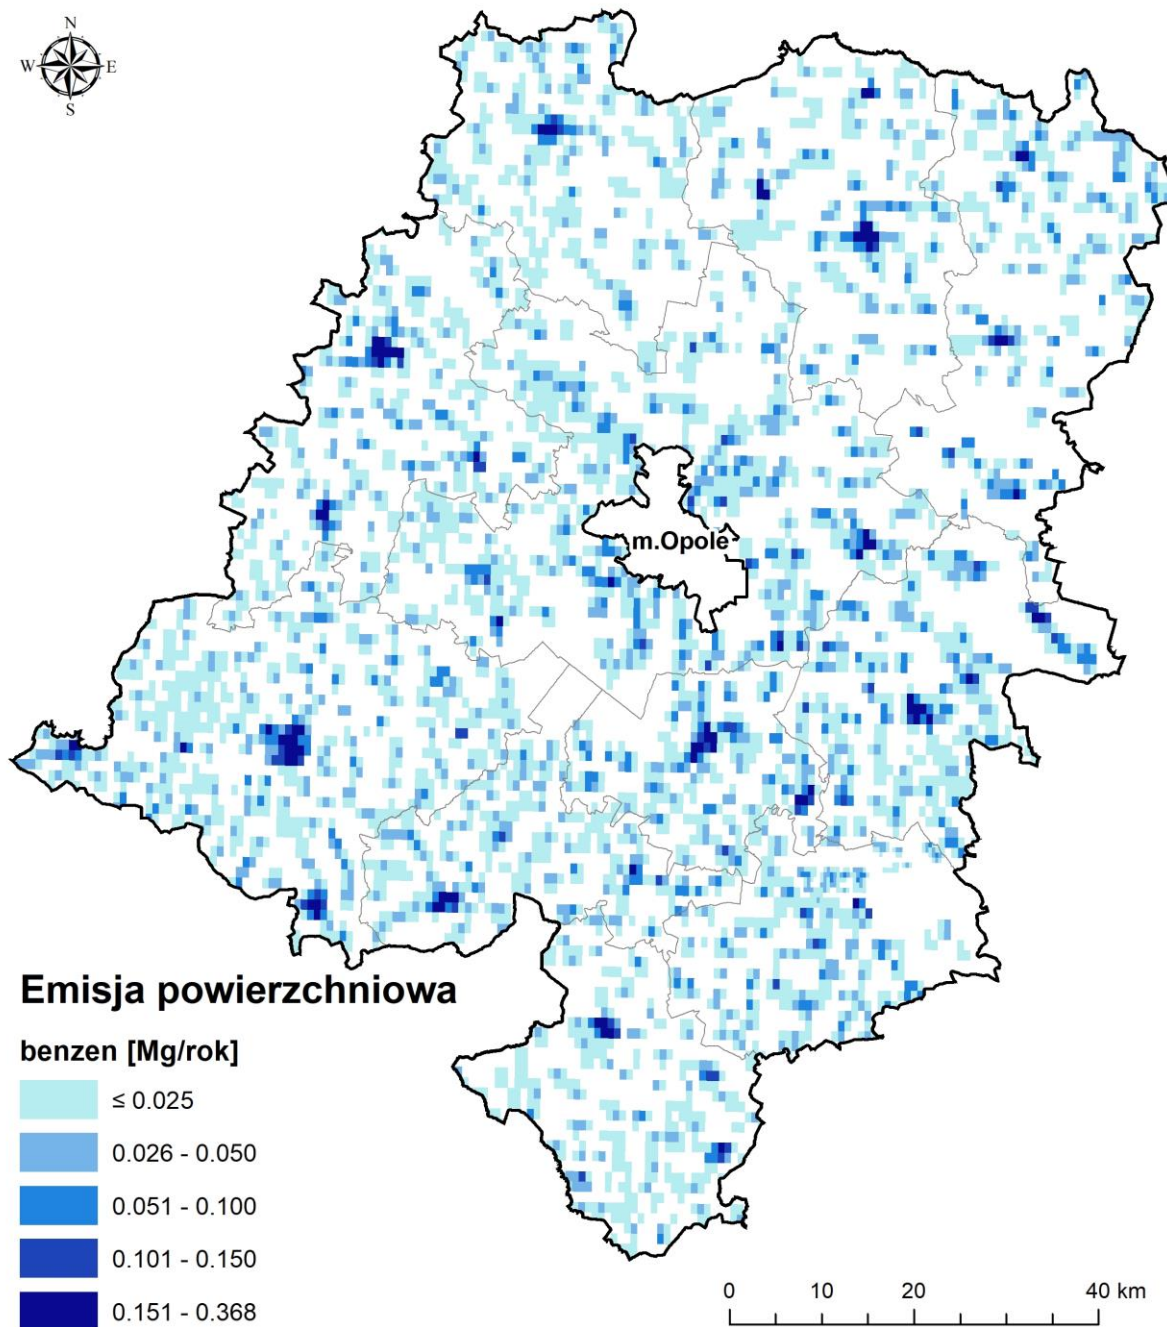 N
W E
S
m.Opole
Emisja powierzchniowa
benzen [Mg/rok]
≤ 0.025
0.026 - 0.050
0.051 - 0.100
0.101 - 0.150
0.151 - 0.368
0 10 20 40 km